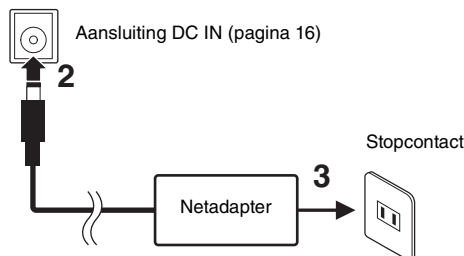 Aansluiting DC IN (pagina 16)
2
Stopcontact
3
Netadapter